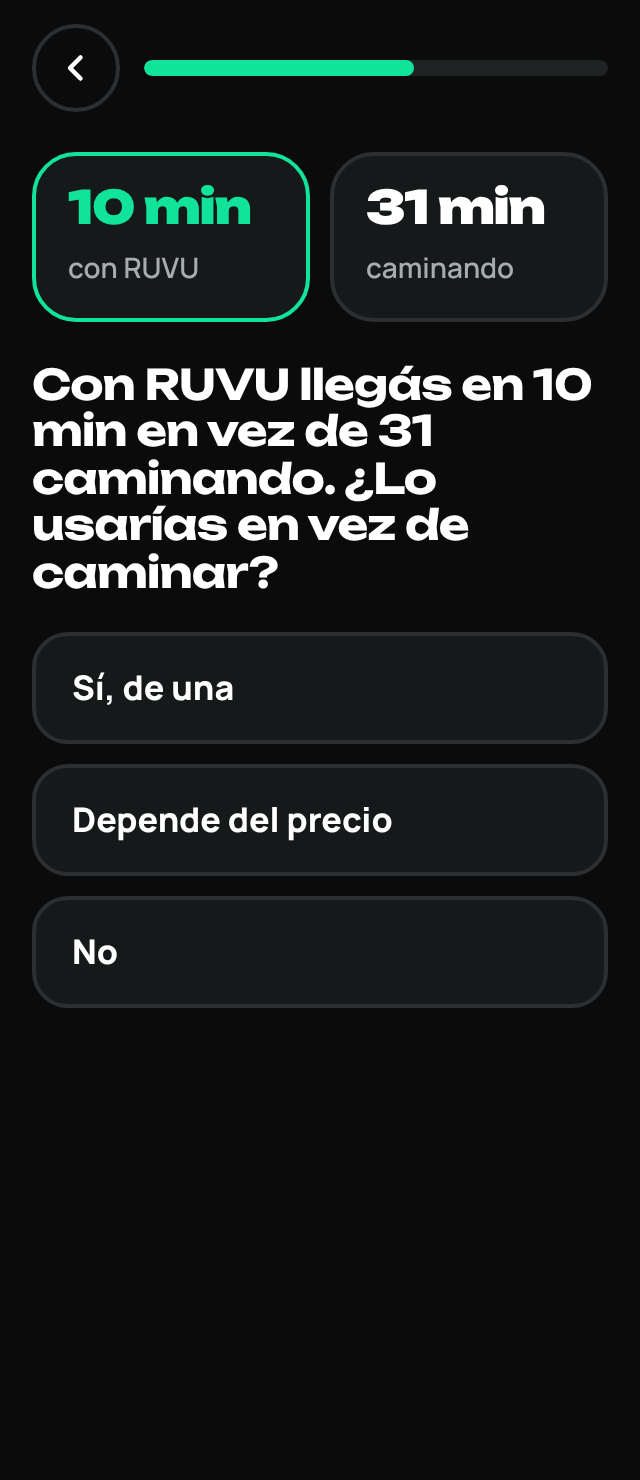 10 min
con RUVU
31 min
caminando
Con RUVU llegás en 10
min en vez de 31
caminando. ¿Lo
usarías en vez de
caminar?
Sí, de una
Depende del precio
No